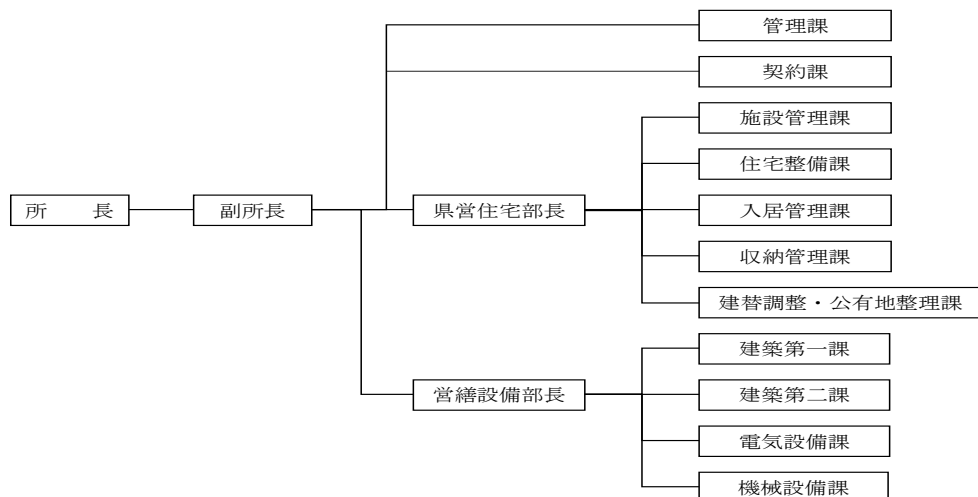 管理課
契約課
施設管理課
住宅整備課
所　　長
副所長
県営住宅部長
入居管理課
収納管理課
建替調整・公有地整理課
建築第一課
営繕設備部長
建築第二課
電気設備課
機械設備課